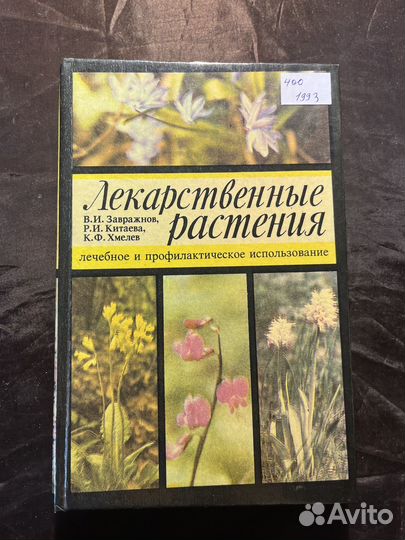 400
1993
Лекарственные
В.И. Завражнов,
Р.И. Китаева,
К.Ф. Хмелев
растения
лечебное и профилактическое использование
Avito